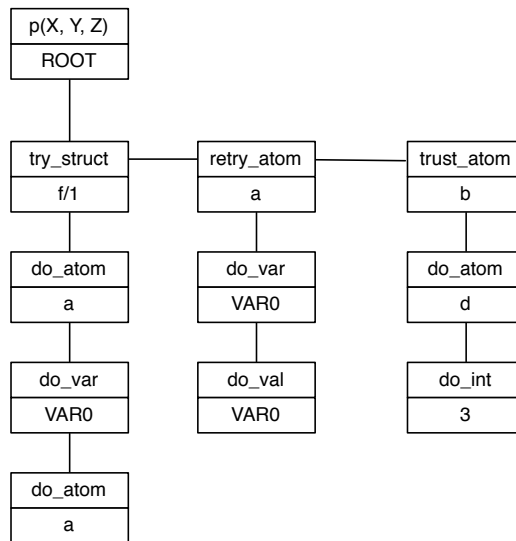 p(X, Y, Z)
ROOT
try_struct
f/1
retry_atom
a
trust_atom
b
do_atom
a
do_var
VAR0
do_atom
d
do_var
VAR0
do_val
VAR0
do_int
3
do_atom
a